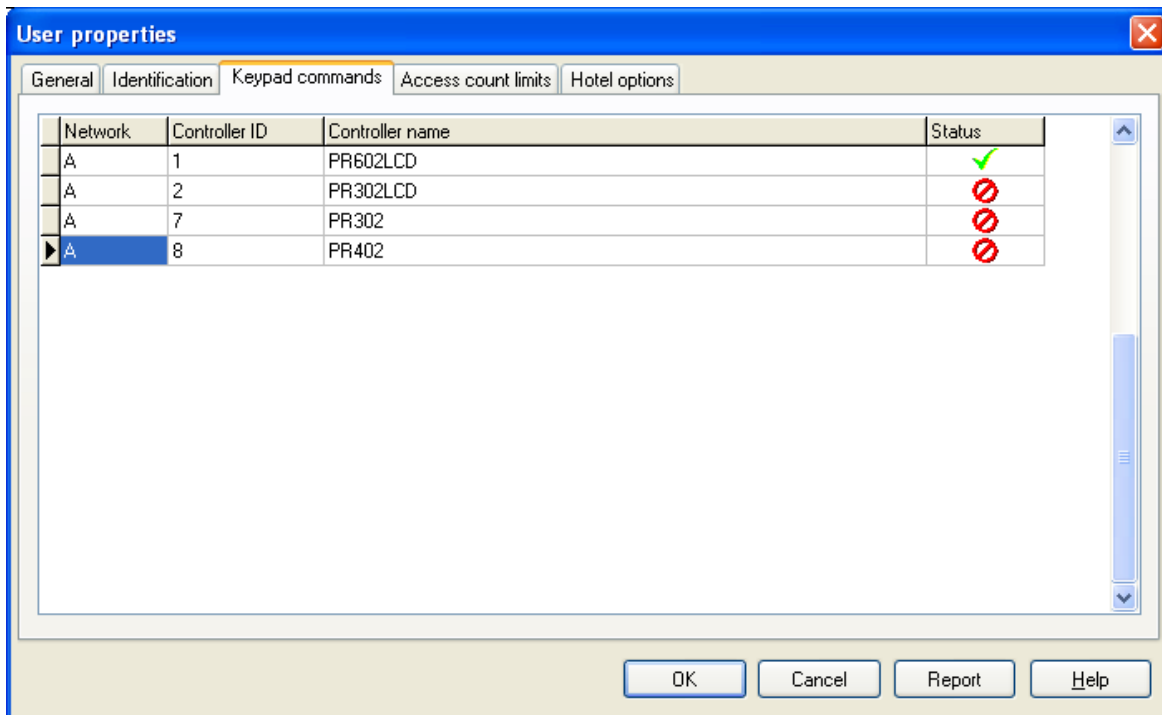 User properties
General Identification Keypad commands Access count limits Hotel options
Network Controller ID Controller name Status
A 1 PR602LCD
A 2 PR302LCD
A 7 PR302
A 8 PR402
OK Cancel Report Help